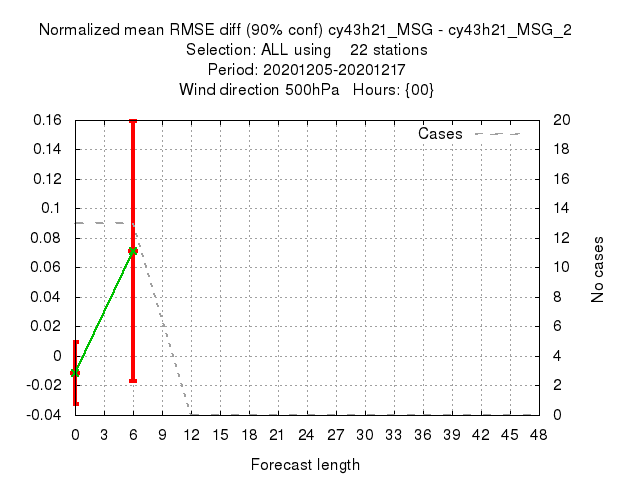 Normalized mean RMSE diff (90% conf) cy43h21_MSG - cy43h21_MSG_2
Selection: ALL using    22 stations
Period: 20201205-20201217
Wind direction 500hPa   Hours: {00}
Cases
0.16
0.14
0.12
0.1
0.08
0.06
0.04
0.02
0
-0.02
-0.04
20
18
16
14
12
10
8
6
4
2
0
No cases
0 3 6 9 12 15 18 21 24 27 30 33 36 39 42 45 48
Forecast length